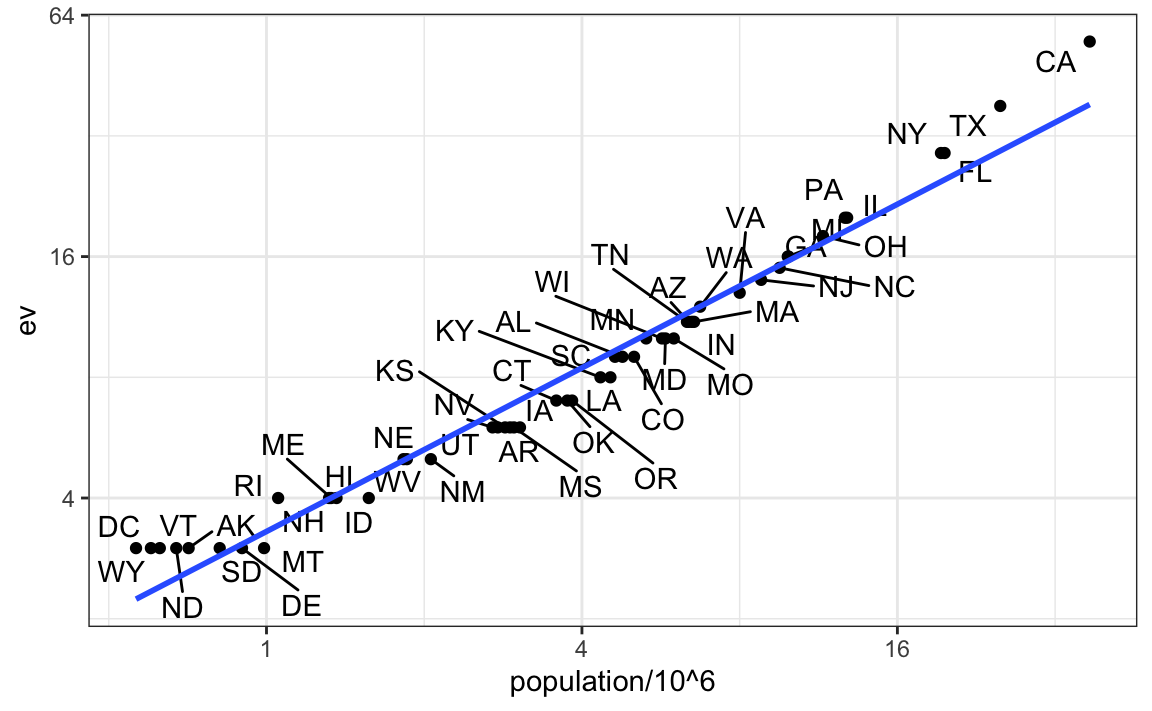 64
CA
NY TX
FL
PA
IL
VA
MI
GA OH
16
TN
WA
WI
AZ
NJ NC
AL
MN
MA
KY
SC
IN
KS
CT
MD MO
NV
IA
LA
CO
ME
NE
UT
AR
OK
RI
HI
WV
NM
MS
OR
4
DC VT AK
NH ID
WY
SD MT
ND
DE
1 4 16
ev
population/10^6